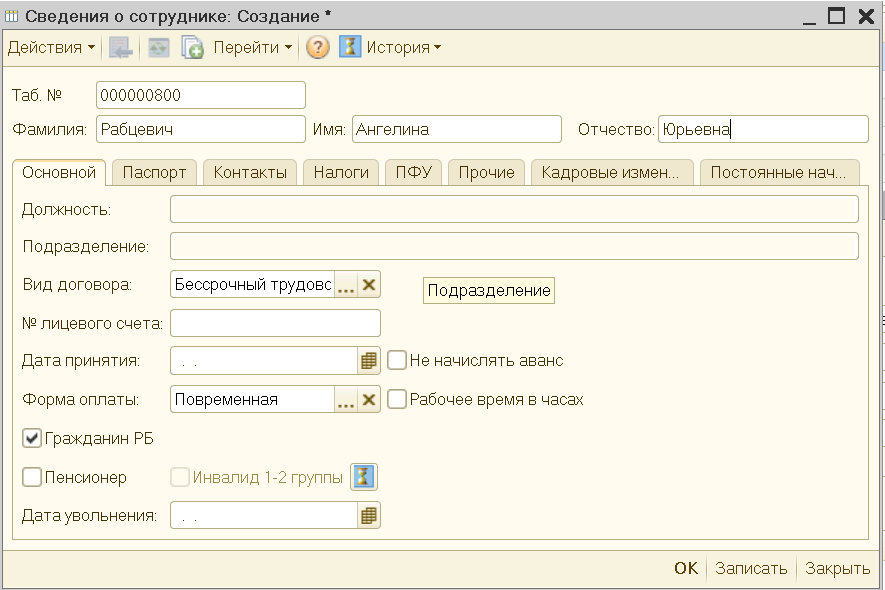 Сведения о сотруднике: Создание *
Действия Перейти ? История
Таб. № 000000800
Фамилия: Рабцевич Имя: Ангелина Отчество: Юрьевна
Основной Паспорт Контакты Налоги ПФУ Прочие Кадровые измен... Постоянные нач...
Должность:
Подразделение:
Вид договора: Бессрочный трудовс ...
Подразделение
№ лицевого счета:
Дата принятия: . . Не начислять аванс
Форма оплаты: Повременная ... Рабочее время в часах
Гражданин РБ
Пенсионер Инвалид 1-2 группы
Дата увольнения: . .
OK Записать Закрыть